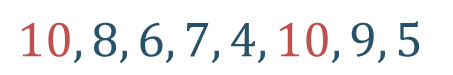 10, 8, 6, 7, 4, 10, 9, 5